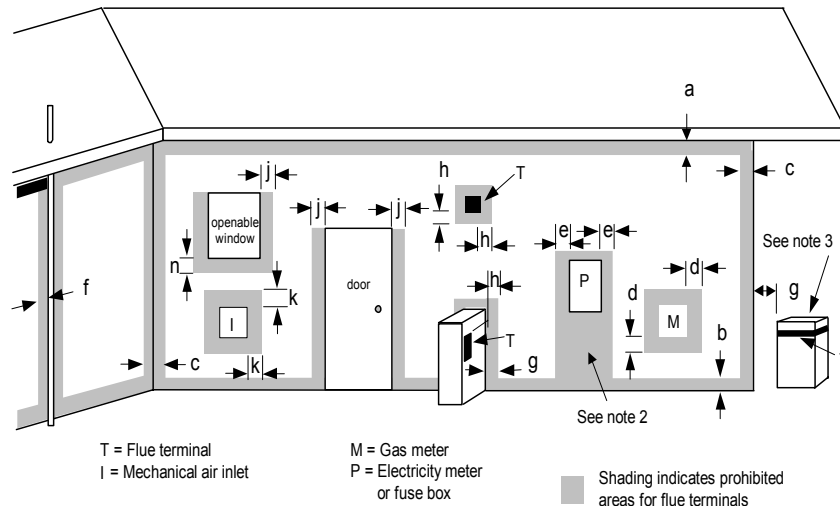 a
h
T
c
j
j
j
openable
window
e
e
See note 3
h
n
f
door
P
d
k
h
d
g
I
M
T
c
k
g
b
See note 2
T = Flue terminal
I = Mechanical air inlet
M = Gas meter
P = Electricity meter
or fuse box
Shading indicates prohibited
areas for flue terminals